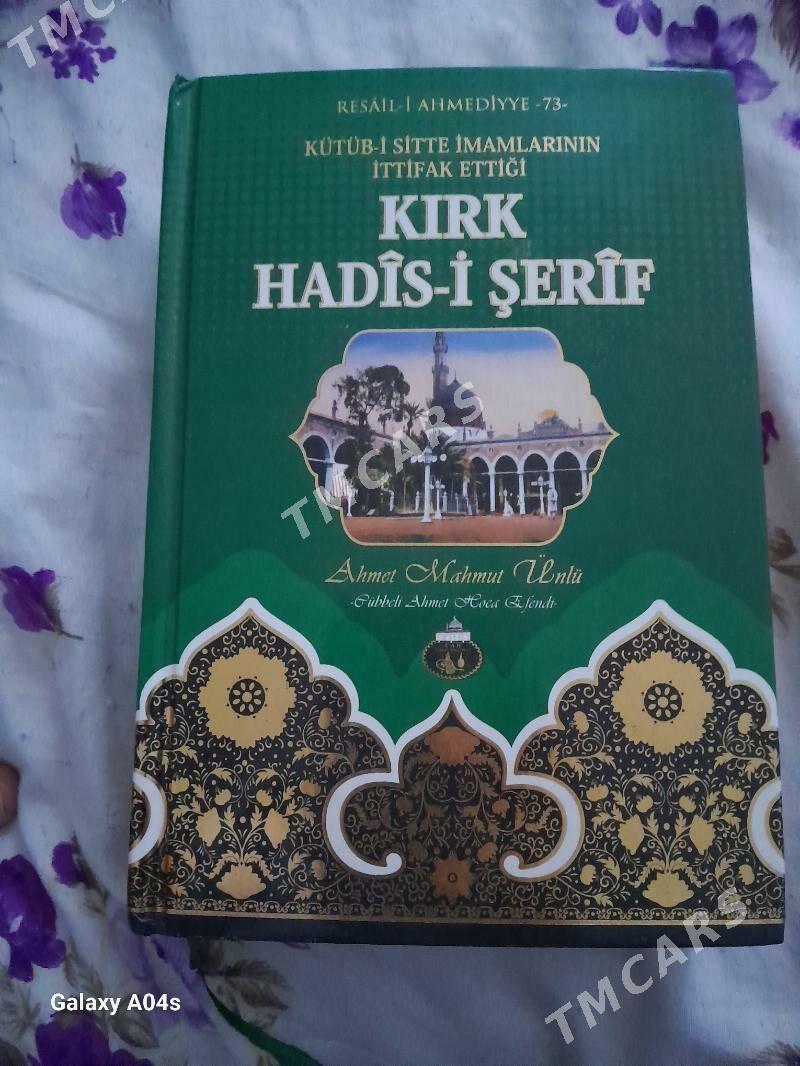 TMCARS
RESÂİL-İ AHMEDİYYE -73-
KÜTÜB-İ SİTTE İMAMLARININ
İTTİFAK ETTİĞİ
KIRK
HADÎS-İ ŞERÎF
TMCARS
Ahmet Mahmut Ünlü
-Cübbeli Ahmet Hoca Efendi-
Galaxy A04s
TMCARS